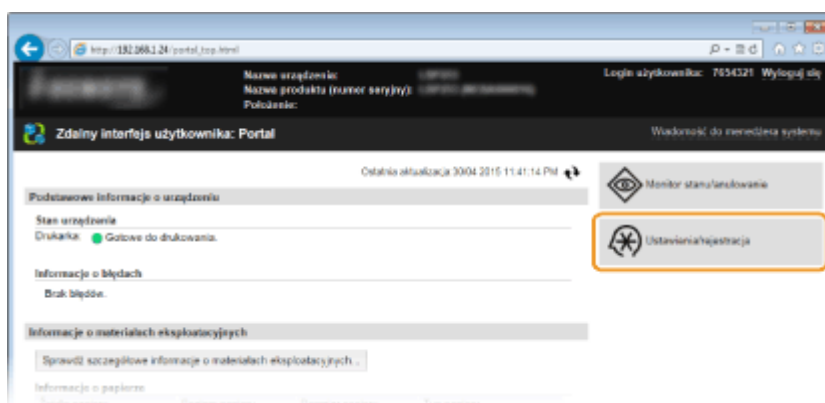 http://192.168.1.24/portal_top.html
Nazwa urządzenia:
Nazwa produktu (numer seryjny):
Położenie:
Login użytkownika: 7654321 Wyloguj się
Zdalny interfejs użytkownika: Portal
Wiadomość do menedżera systemu
Ostatnia aktualizacja 30/04 2015 11:41:14 PM
Monitor stanu/anulowanie
Podstawowe informacje o urządzeniu
Stan urządzenia
Drukarka: Gotowe do drukowania.
Ustawienia/rejestracja
Informacje o błędach
Brak błędów.
Informacje o materiałach eksploatacyjnych
Sprawdź szczegółowe informacje o materiałach eksploatacyjnych...
Informacje o papierze